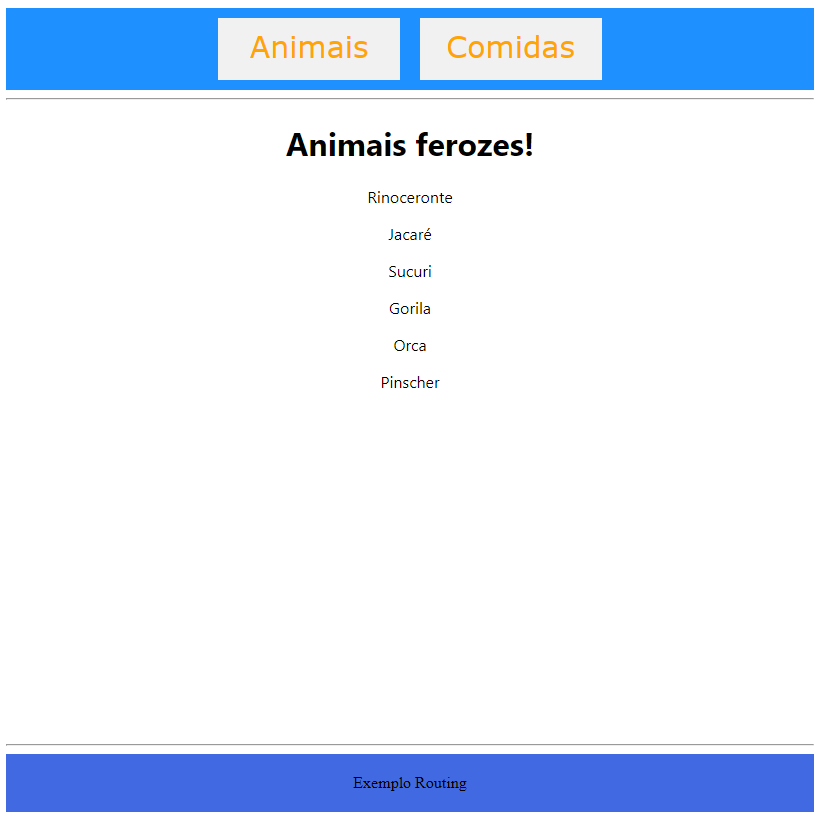 Animais Comidas
Animais ferozes!
Rinoceronte
Jacaré
Sucuri
Gorila
Orca
Pinscher
Exemplo Routing